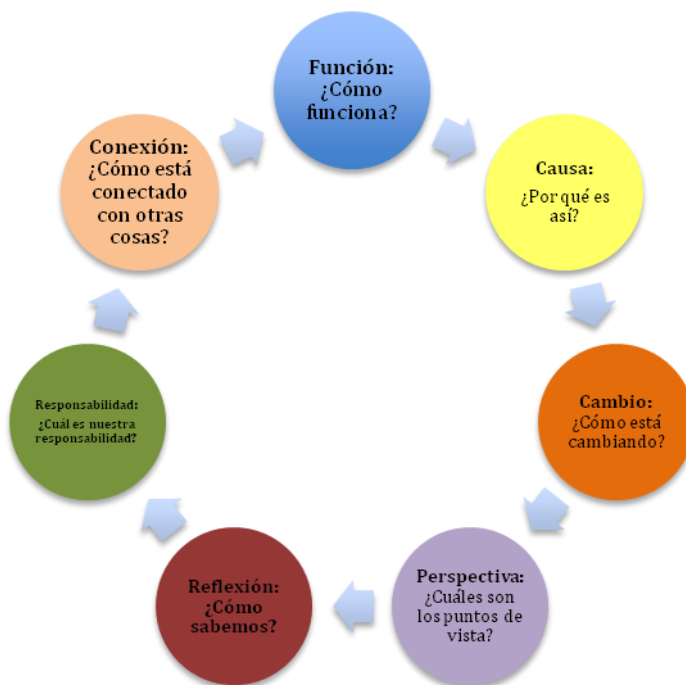 Función:
¿Cómo
funciona?
Causa:
¿Por qué es
así?
Cambio:
¿Cómo está
cambiando?
Perspectiva:
¿Cuáles son
los puntos de
vista?
Reflexión:
¿Cómo
sabemos?
Responsabilidad:
¿Cuál es nuestra
responsabilidad?
Conexión:
¿Cómo está
conectado
con otras
cosas?